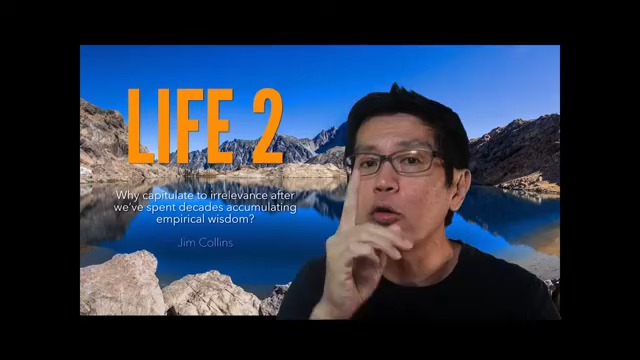 LIFE 2
Why capitulate to irrelevance after
we've spent decades accumulating
empirical wisdom?
Jim Collins